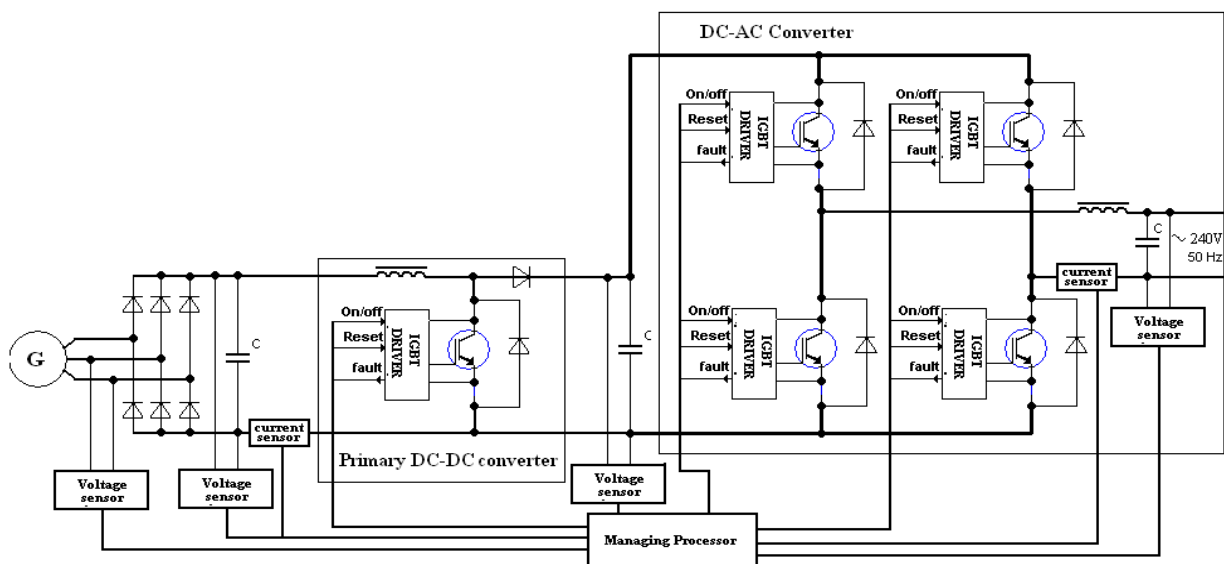 DC-AC Converter
On/off
Reset
fault
IGBT
DRIVER
On/off
Reset
fault
IGBT
DRIVER
C
~ 240V
50 Hz
current
sensor
Voltage
sensor
On/off
Reset
fault
IGBT
DRIVER
On/off
Reset
fault
IGBT
DRIVER
G
C
On/off
Reset
fault
IGBT
DRIVER
C
current
sensor
Primary DC-DC converter
Voltage
sensor
Voltage
sensor
Voltage
sensor
Managing Processor